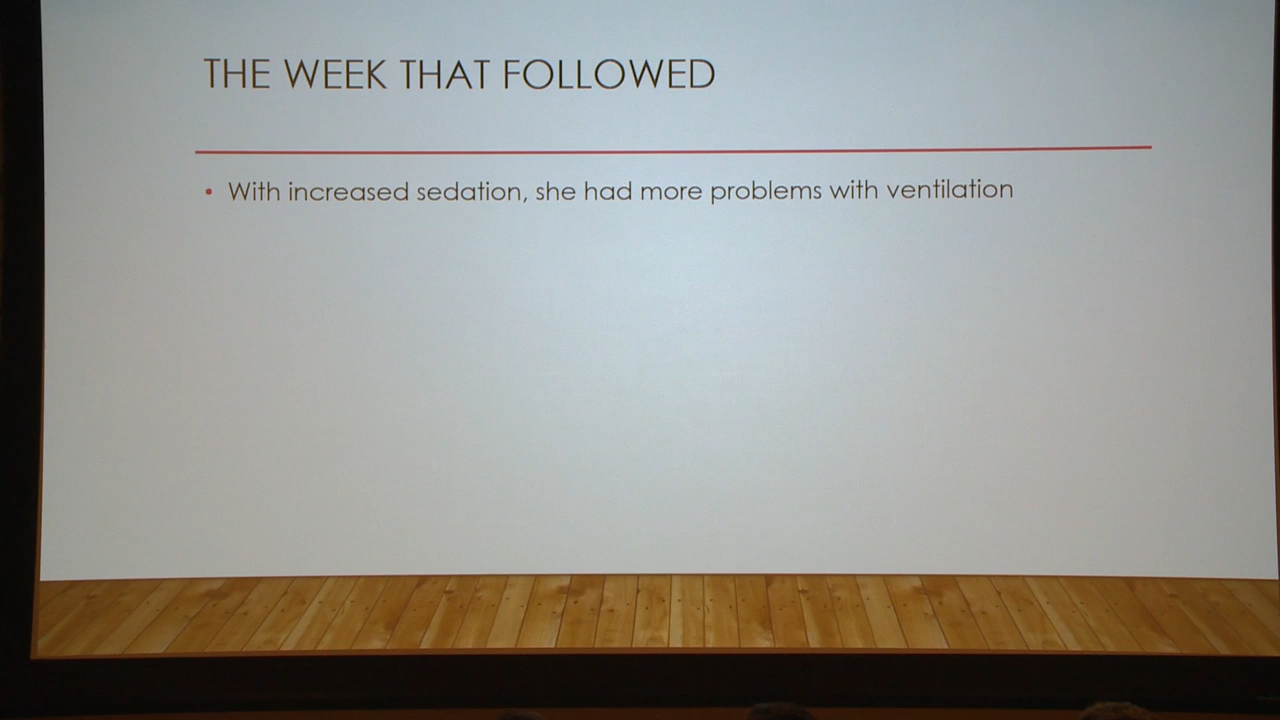 THE WEEK THAT FOLLOWED
• With increased sedation, she had more problems with ventilation